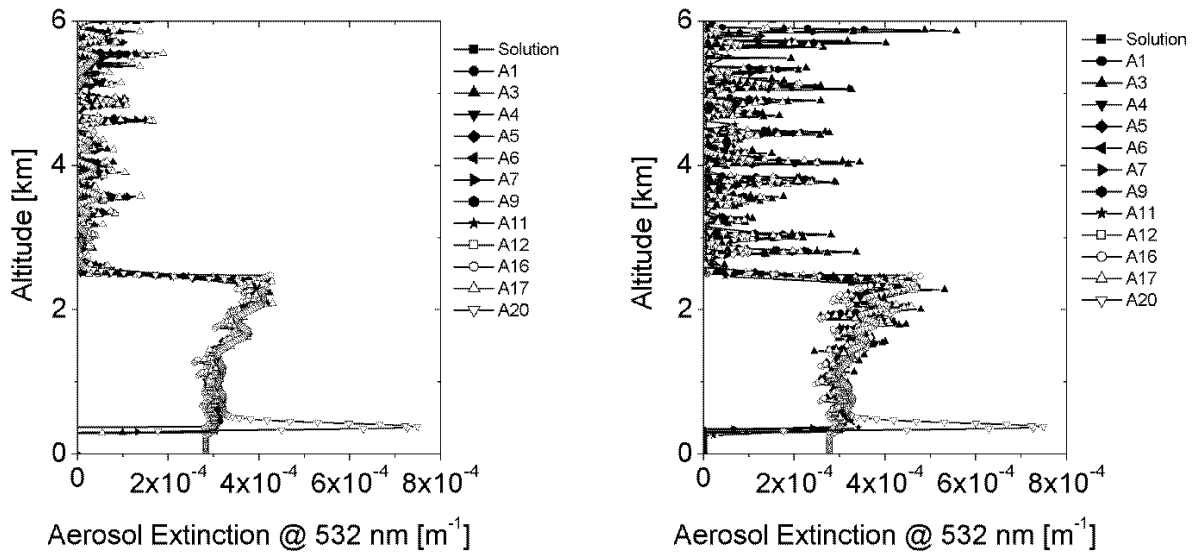 6
4
2
0
Altitude [km]
0
2x10⁻⁴
4x10⁻⁴
6x10⁻⁴
8x10⁻⁴
Aerosol Extinction @ 532 nm [m⁻¹]
Solution
A1
A3
A4
A5
A6
A7
A9
A11
A12
A16
A17
A20
6
4
2
0
Altitude [km]
0
2x10⁻⁴
4x10⁻⁴
6x10⁻⁴
8x10⁻⁴
Aerosol Extinction @ 532 nm [m⁻¹]
Solution
A1
A3
A4
A5
A6
A7
A9
A11
A12
A16
A17
A20